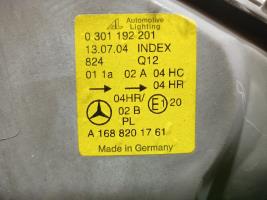 Automotive
Lighting
0 301 192 201
13.07.04 INDEX
824 Q12
01 1a 02 A 04 HC
04 HR
04HR/ E1 20
02 B
PL
A 168 820 17 61
Made in Germany